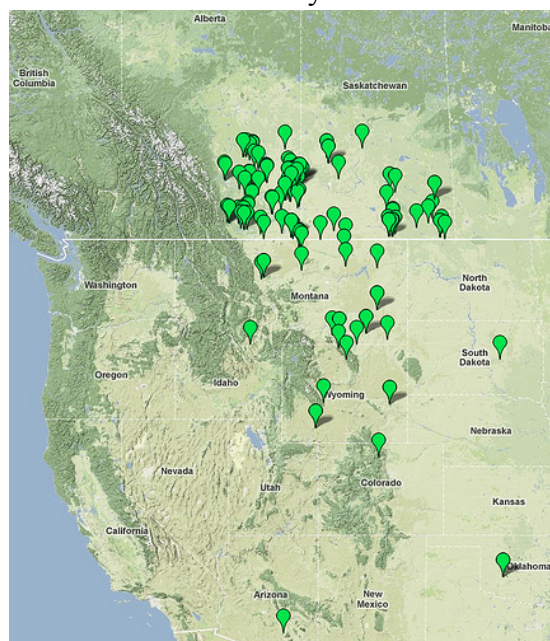 Alberta
Manitoba
British
Columbia
Saskatchewan
Washington
Montana
North
Dakota
Oregon
Idaho
South
Dakota
Wyoming
Nebraska
Nevada
Utah
Colorado
Kansas
California
Oklahoma
Arizona
New
Mexico